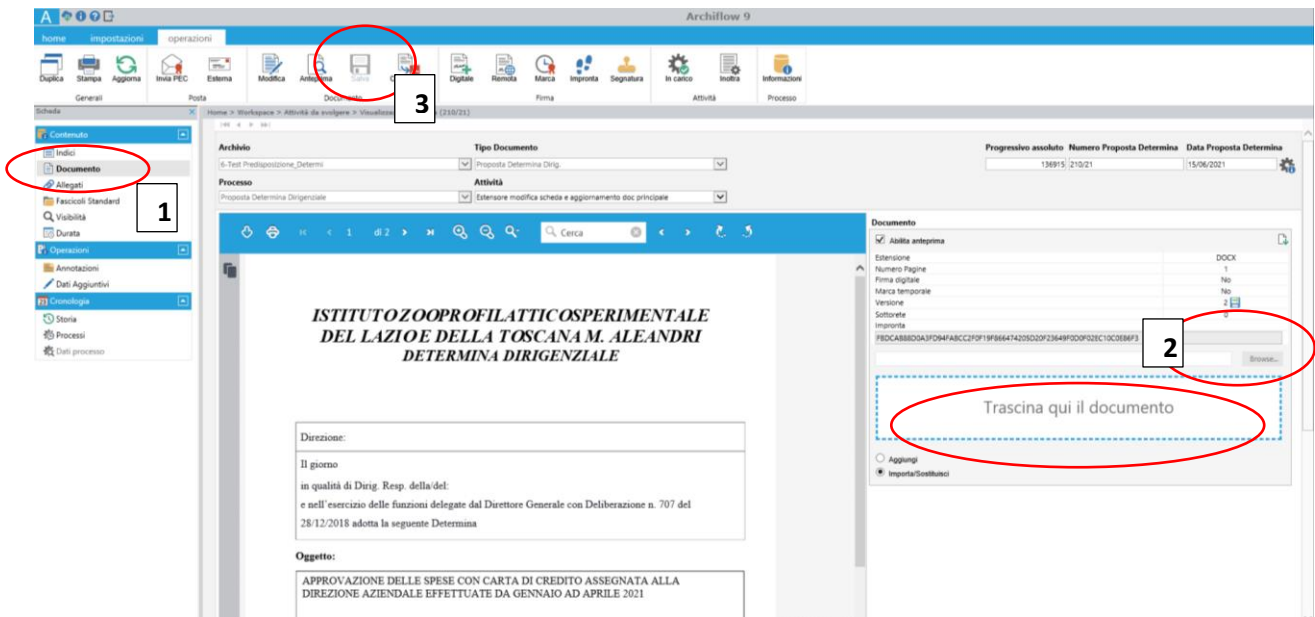 A Archiflow 9
home impostazioni operazioni
Duplica Stampa Aggiorna Invia PEC Esterna Modifica Anteprima Salva Digitale Remota Marca Impronta Segnatura In carico Inoltra Informazioni
Generali Posta Documento Firma Attività Processo
3
Scheda
Home > Workspace > Attività da svolgere > (210/21)
Contenuto
Indici
Documento
Allegati
Fascicoli Standard
Visibilità
Durata
1
Operazioni
Annotazioni
Dati Aggiuntivi
Cronologia
Storia
Processi
Dati processo
Archivio Tipo Documento Progressivo assoluto Numero Proposta Determina Data Proposta Determina
6-Test Predisposizione_Determi Proposta Determina Dirig. 136915 210/21 15/06/2021
Processo Attività
Proposta Determina Dirigenziale Estensore modifica scheda e aggiornamento doc principale
1 di 2 Cerca
ISTITUTO ZOOPROFILATTICO SPERIMENTALE
DEL LAZIO E DELLA TOSCANA M. ALEANDRI
DETERMINA DIRIGENZIALE
Direzione:
Il giorno
in qualità di Dirig. Resp. della/del:
e nell'esercizio delle funzioni delegate dal Direttore Generale con Deliberazione n. 707 del
28/12/2018 adotta la seguente Determina
Oggetto:
APPROVAZIONE DELLE SPESE CON CARTA DI CREDITO ASSEGNATA ALLA
DIREZIONE AZIENDALE EFFETTUATE DA GENNAIO AD APRILE 2021
Documento
Abilita anteprima
Estensione DOCX
Numero Pagine 1
Firma digitale No
Marca temporale No
Versione 2
Sottorete 0
Impronta
2
Browse...
Trascina qui il documento
Aggiungi
Importa/Sostituisci